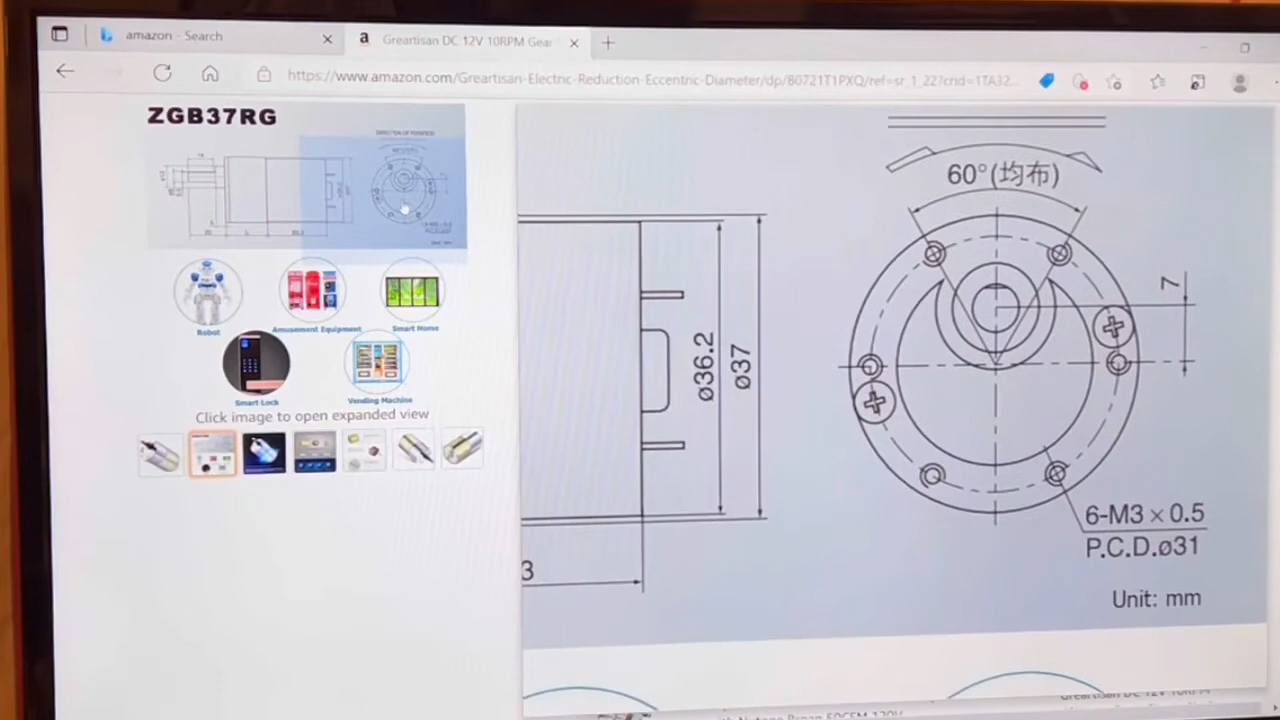 amazon - Search
Greartisan DC 12V 10RPM Gear
https://www.amazon.com/Greartisan-Electric-Reduction-Eccentric-Diameter/dp/B0721T1PXQ/ref=sr_1_22?crid=1TA32...
ZGB37RG
60°(均布)
7
ø36.2
ø37
3
6-M3×0.5
P.C.D.ø31
Unit: mm
Robot
Amusement Equipment
Smart Home
Smart Lock
Vending Machine
Click image to open expanded view